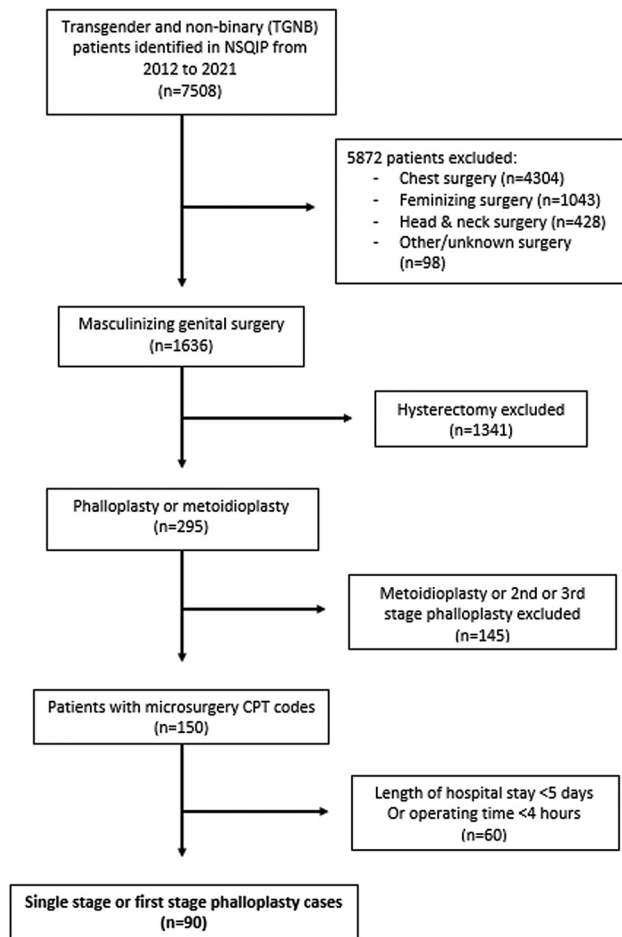 Transgender and non-binary (TGNB)
patients identified in NSQIP from
2012 to 2021
(n=7508)
5872 patients excluded:
- Chest surgery (n=4304)
- Feminizing surgery (n=1043)
- Head & neck surgery (n=428)
- Other/unknown surgery
(n=98)
Masculinizing genital surgery
(n=1636)
Hysterectomy excluded
(n=1341)
Phalloplasty or metoidioplasty
(n=295)
Metoidioplasty or 2nd or 3rd
stage phalloplasty excluded
(n=145)
Patients with microsurgery CPT codes
(n=150)
Length of hospital stay <5 days
Or operating time <4 hours
(n=60)
Single stage or first stage phalloplasty cases
(n=90)